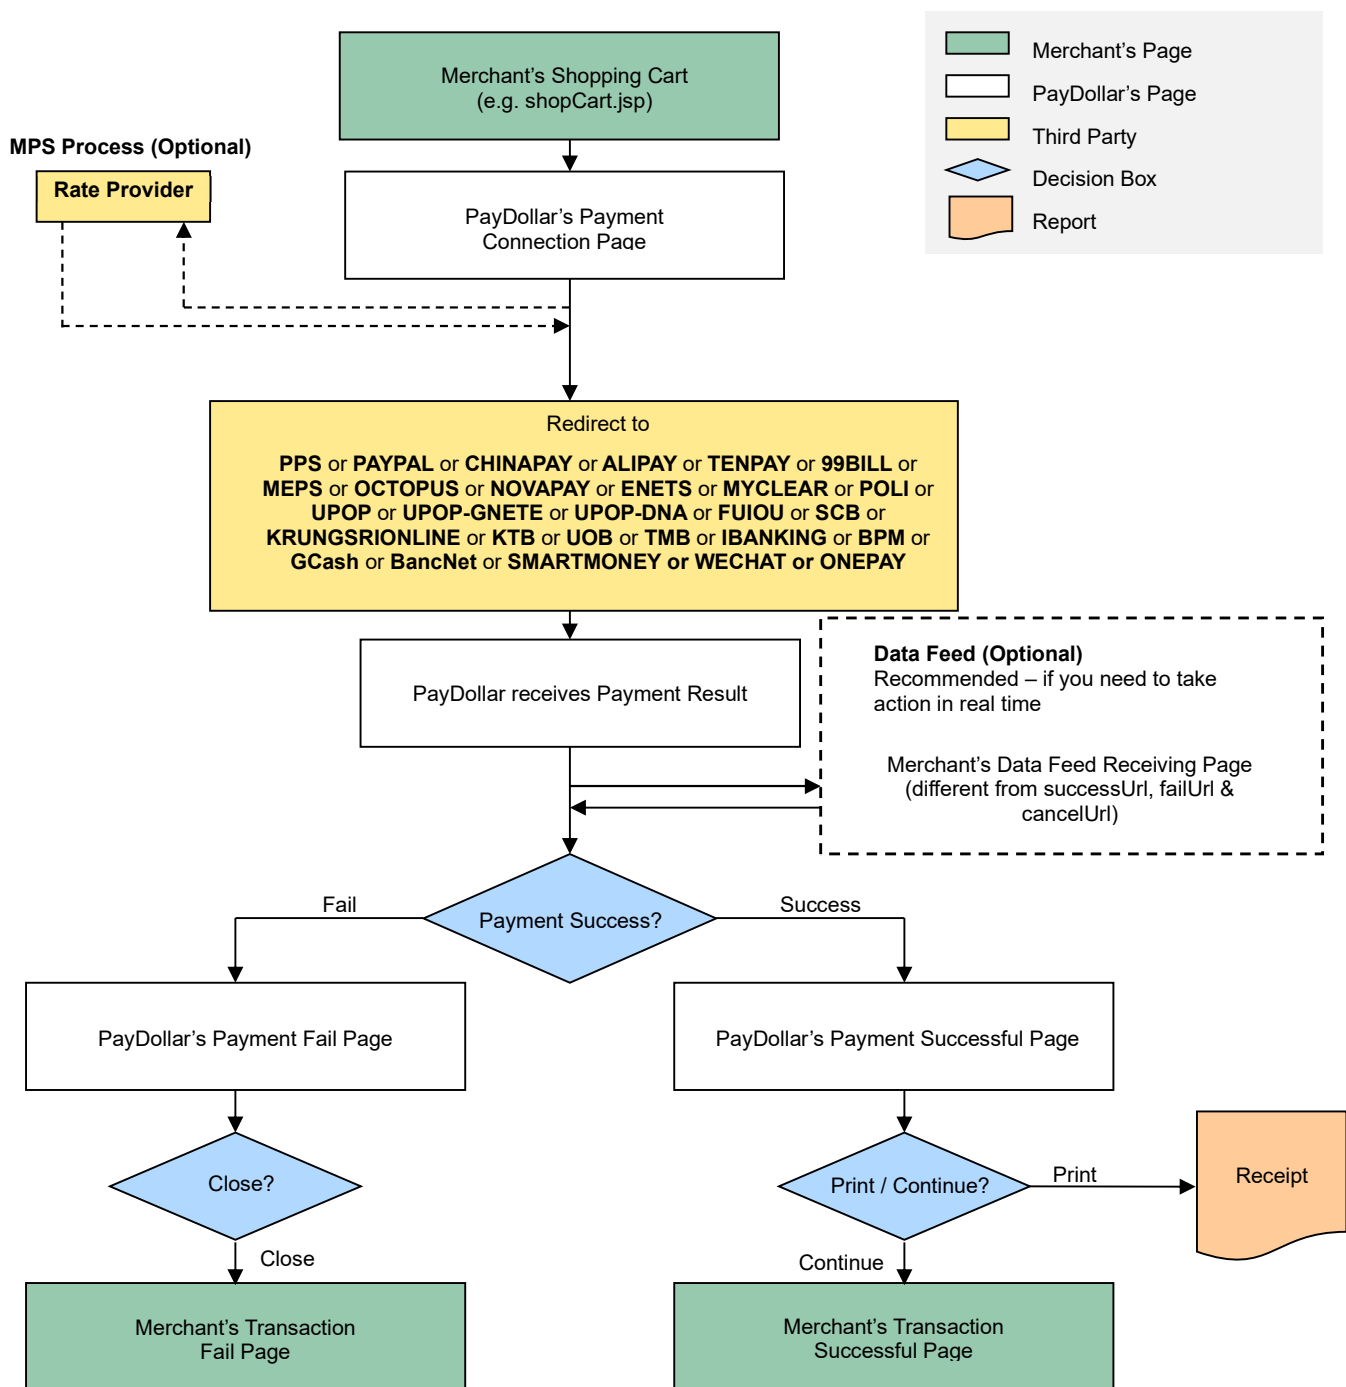 Merchant's Shopping Cart
(e.g. shopCart.jsp)
Merchant's Page
PayDollar's Page
Third Party
Decision Box
Report
MPS Process (Optional)
Rate Provider
PayDollar's Payment
Connection Page
Redirect to
PPS or PAYPAL or CHINAPAY or ALIPAY or TENPAY or 99BILL or
MEPS or OCTOPUS or NOVAPAY or ENETS or MYCLEAR or POLI or
UPOP or UPOP-GNETE or UPOP-DNA or FUIOU or SCB or
KRUNGSRIONLINE or KTB or UOB or TMB or IBANKING or BPM or
GCash or BancNet or SMARTMONEY or WECHAT or ONEPAY
PayDollar receives Payment Result
Data Feed (Optional)
Recommended – if you need to take
action in real time
Merchant's Data Feed Receiving Page
(different from successUrl, failUrl &
cancelUrl)
Payment Success?
Fail
Success
PayDollar's Payment Fail Page
PayDollar's Payment Successful Page
Close?
Print / Continue?
Print
Receipt
Close
Continue
Merchant's Transaction
Fail Page
Merchant's Transaction
Successful Page